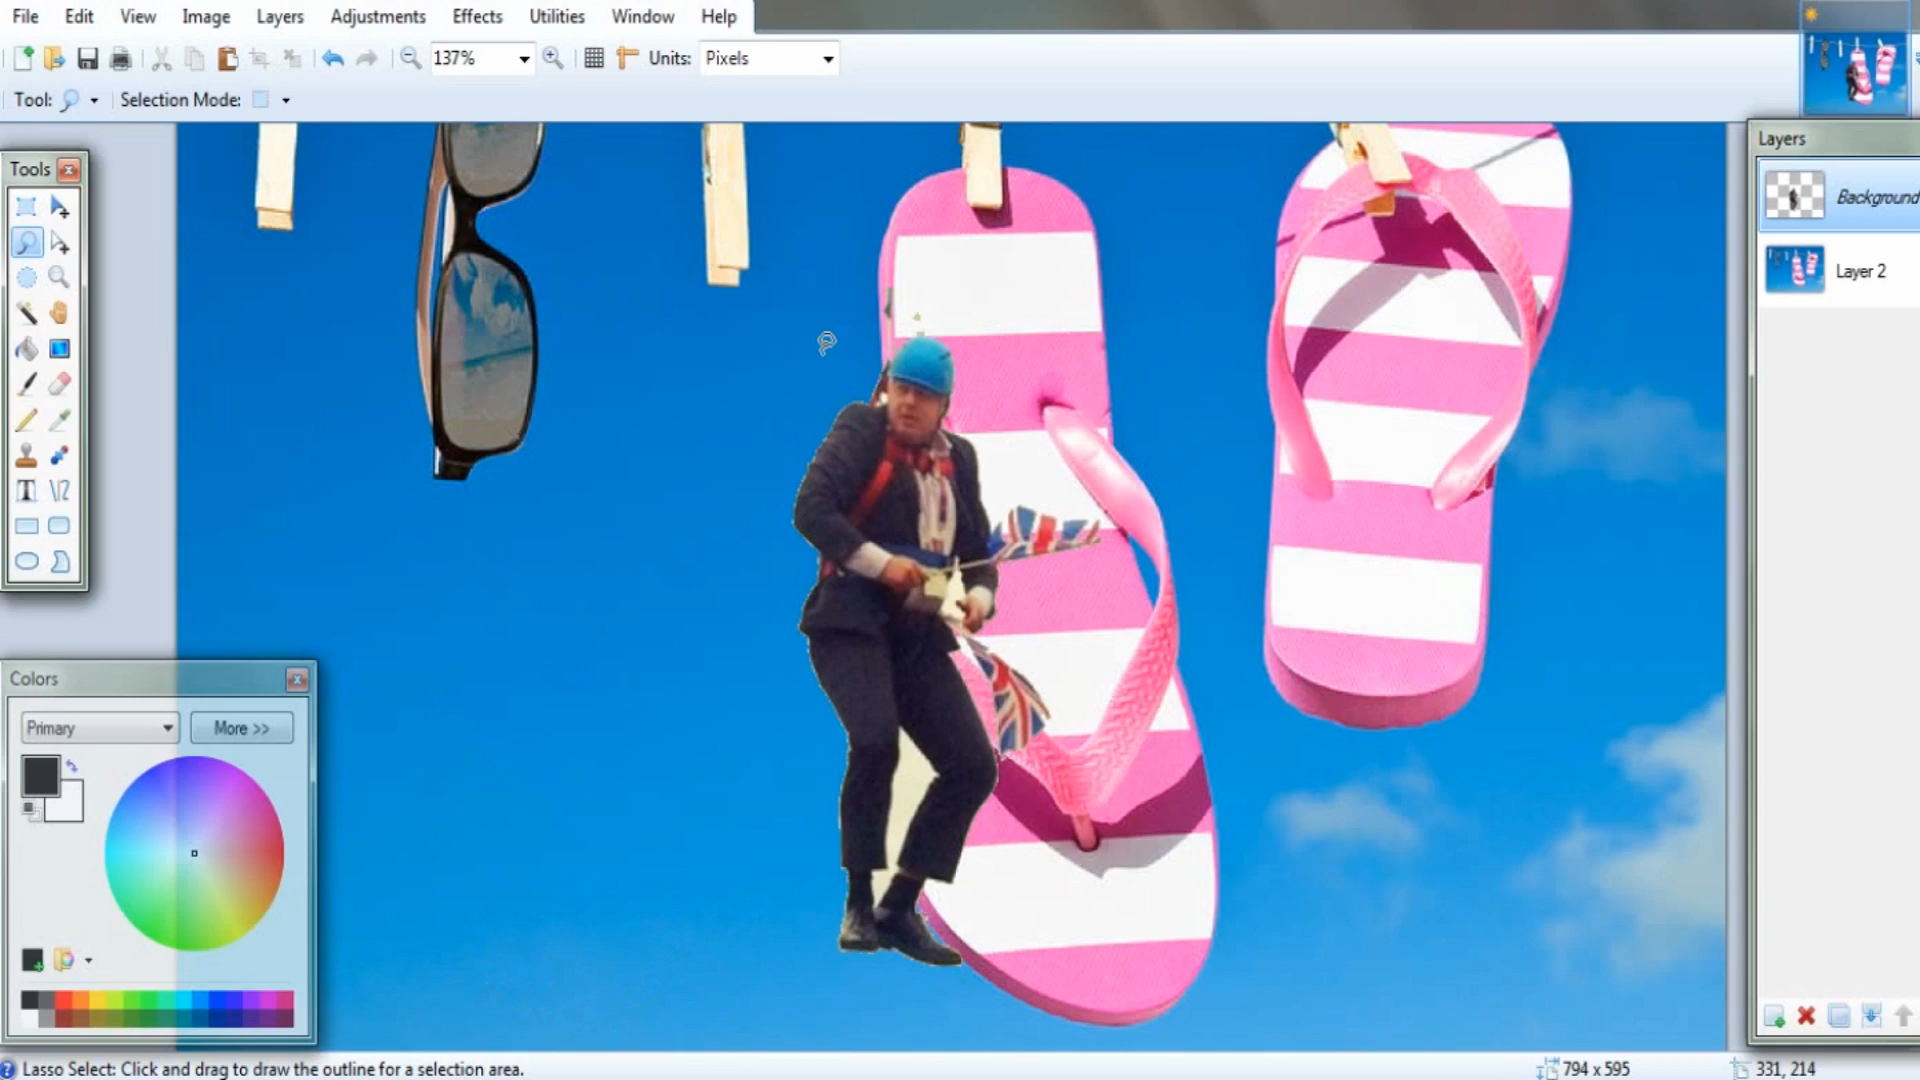 File Edit View Image Layers Adjustments Effects Utilities Window Help
137% Units: Pixels
Tool: Selection Mode:
Tools
Layers
Background
Layer 2
Colors
Primary More >>
Lasso Select: Click and drag to draw the outline for a selection area. 794 x 595 331, 214